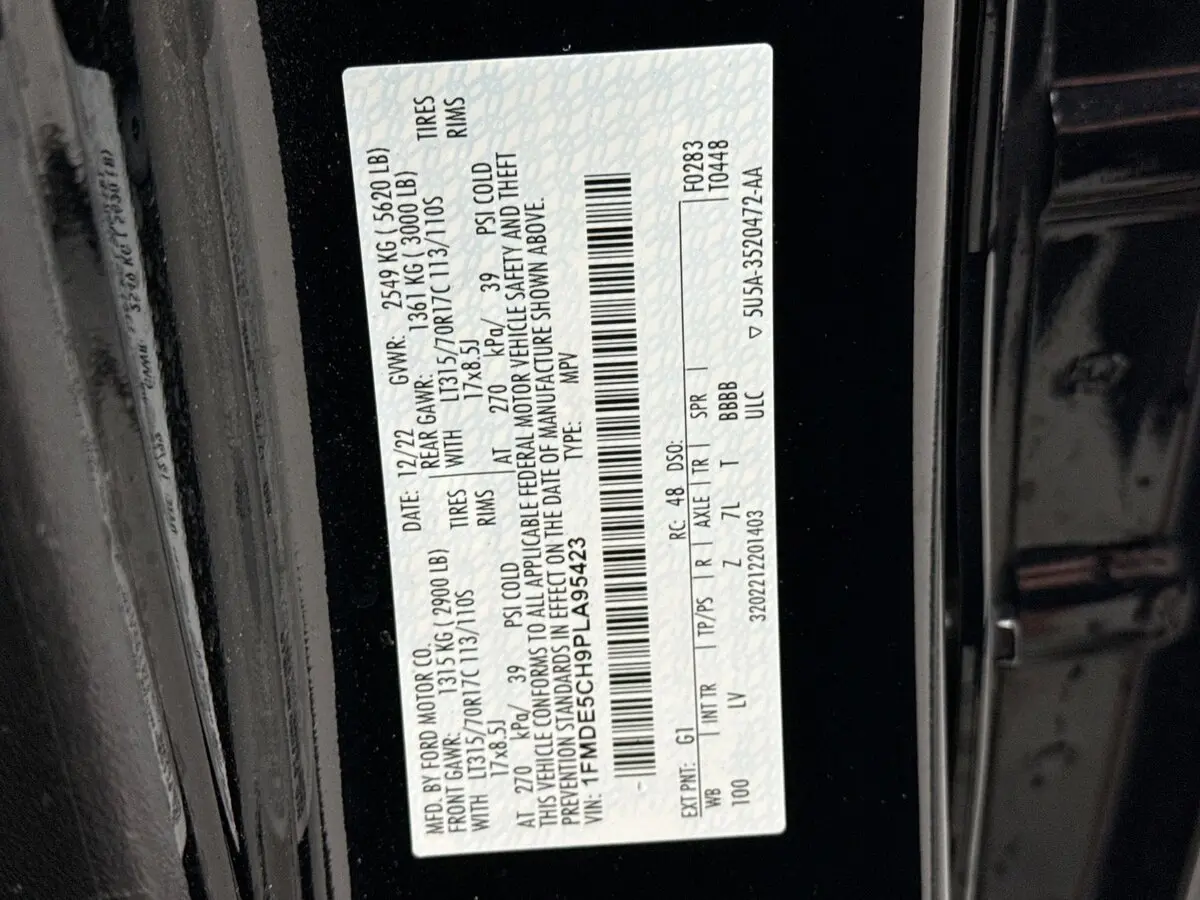 MFD. BY FORD MOTOR CO. DATE: 12/22 GVWR: 2549 KG ( 5620 LB)
FRONT GAWR: 1315 KG ( 2900 LB) REAR GAWR: 1361 KG ( 3000 LB)
WITH LT315/70R17C 113/110S TIRES WITH LT315/70R17C 113/110S TIRES
17x8.5J RIMS 17x8.5J RIMS
AT 270 kPa/ 39 PSI COLD AT 270 kPa/ 39 PSI COLD
THIS VEHICLE CONFORMS TO ALL APPLICABLE FEDERAL MOTOR VEHICLE SAFETY AND THEFT
PREVENTION STANDARDS IN EFFECT ON THE DATE OF MANUFACTURE SHOWN ABOVE.
VIN: 1FMDE5CH9PLA95423 TYPE: MPV
EXT PNT: G1 RC: 48 DSO: F0283
WB INT TR TP/PS R AXLE TR SPR T0448
100 LV Z 7L T BBBB
3202212201403 ULC ▽ 5U5A-3520472-AA